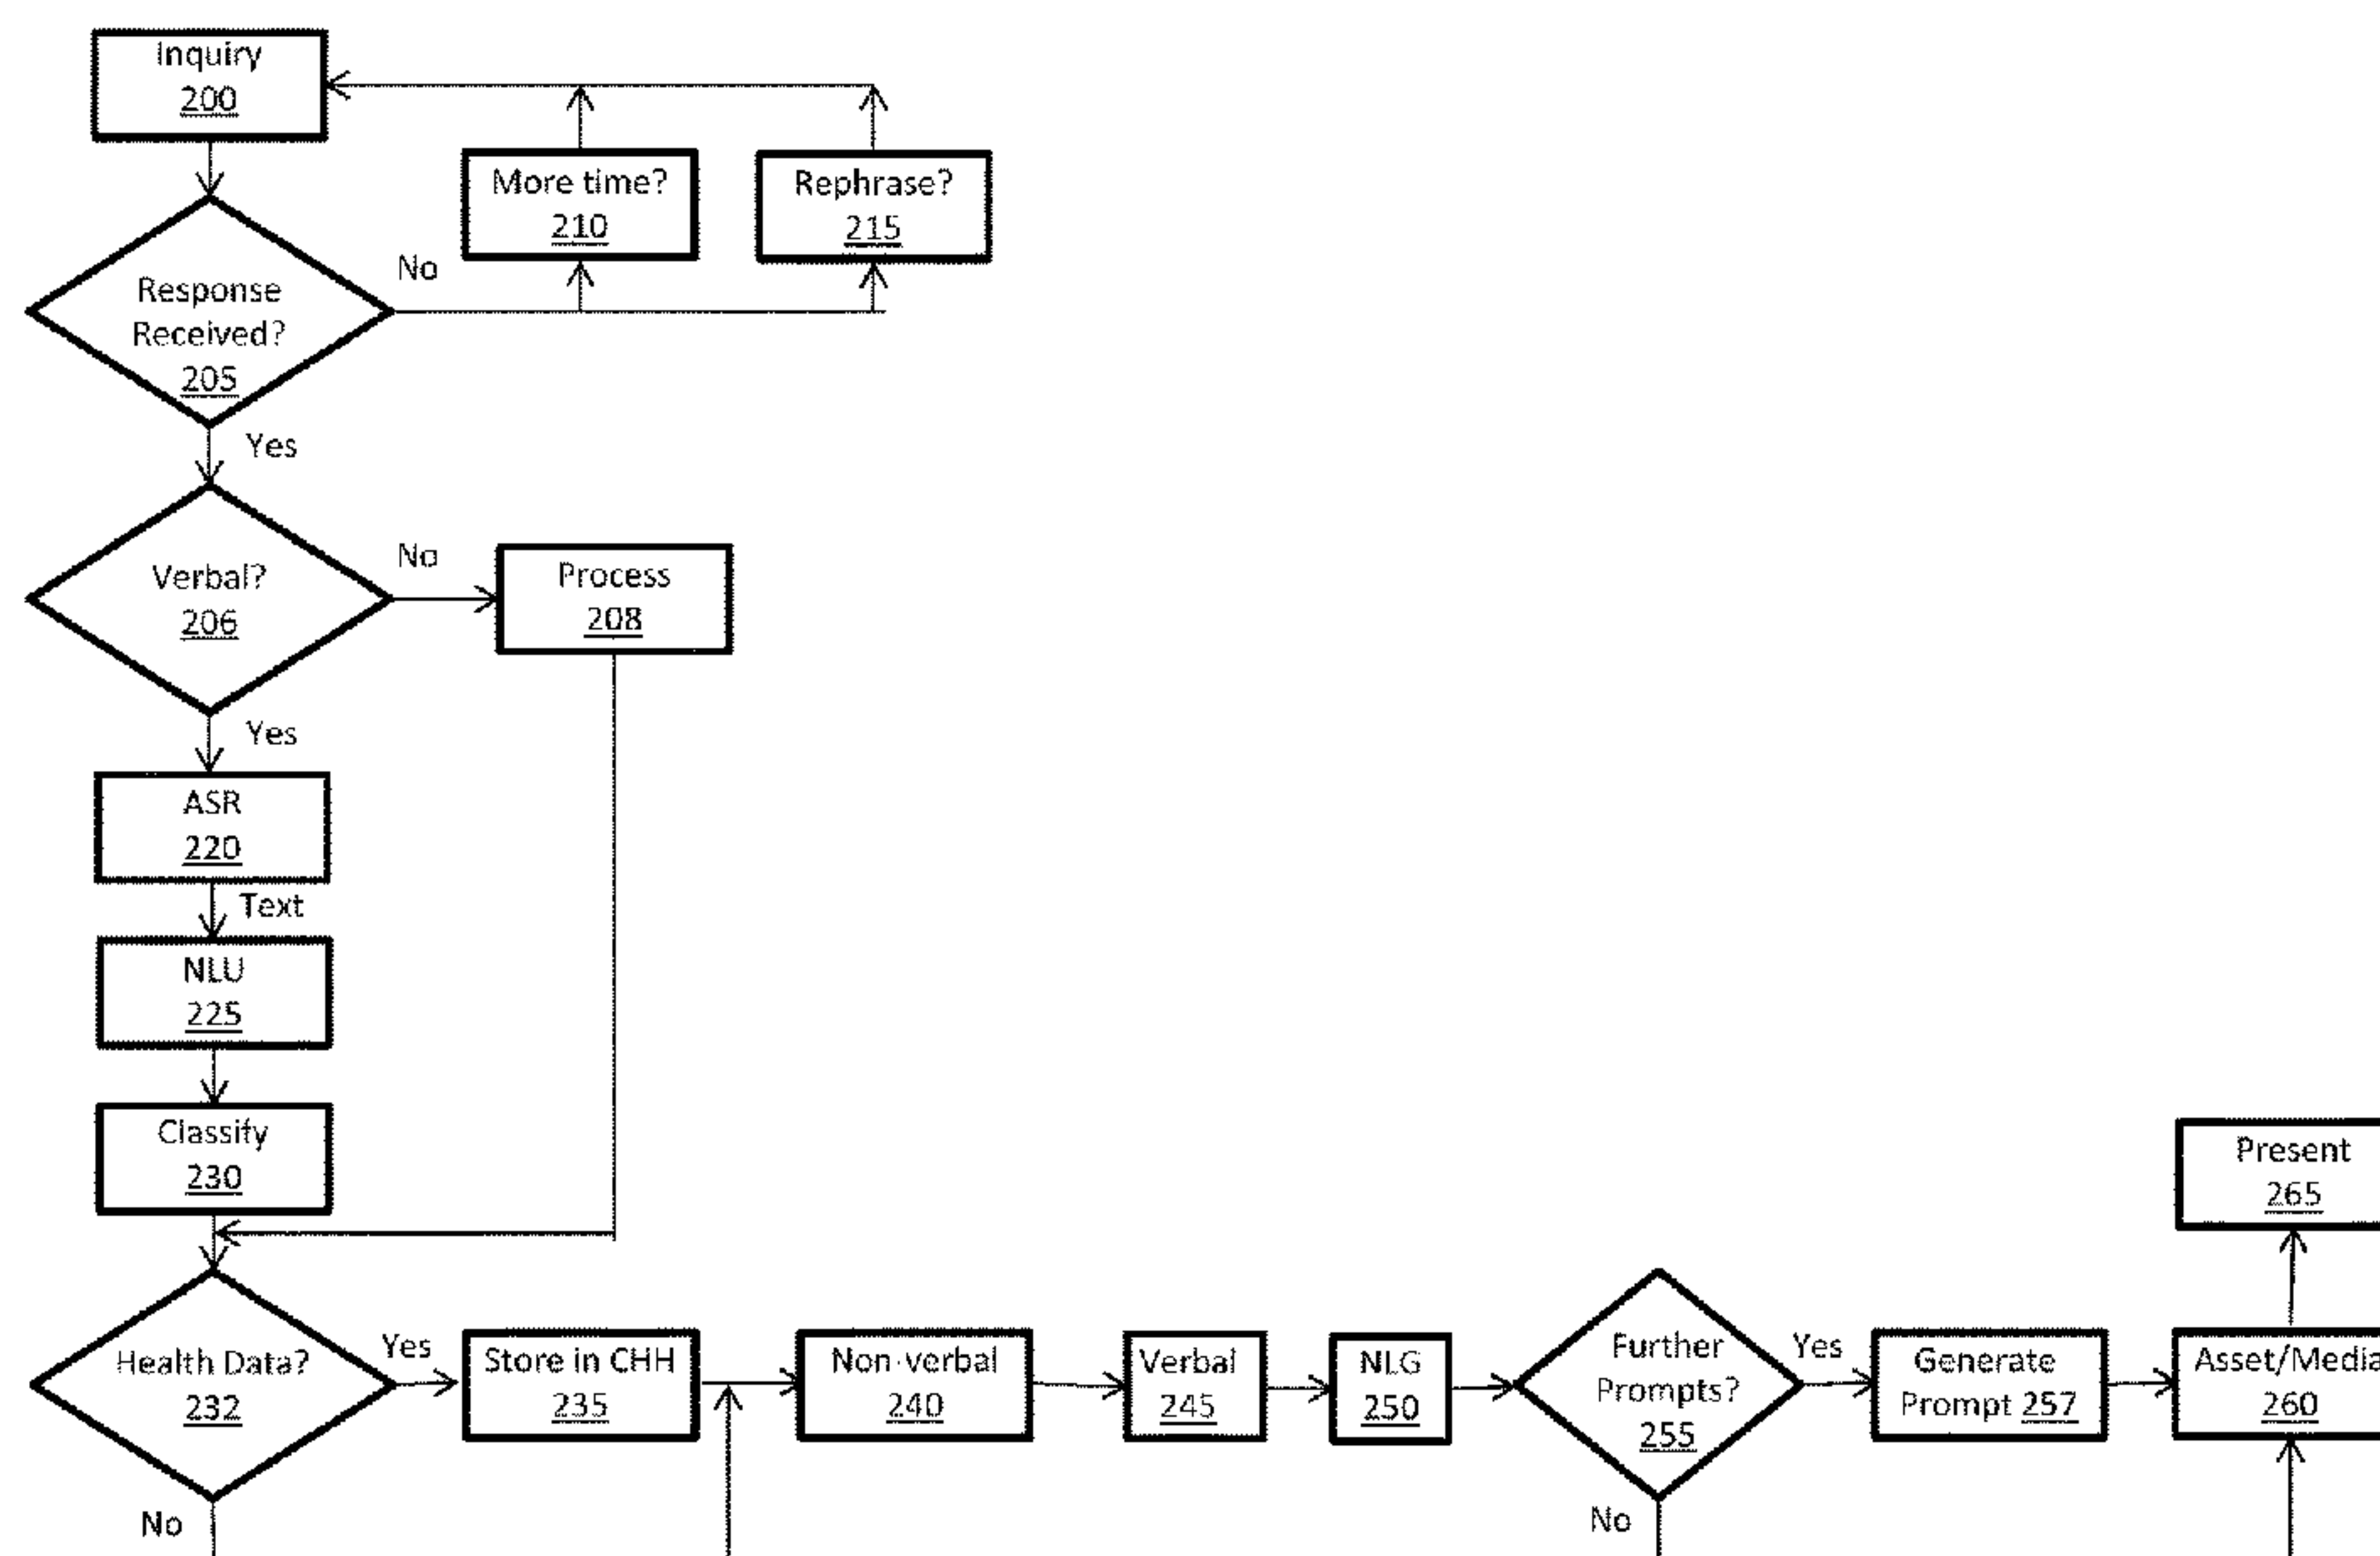 Inquiry
200
More time?
210
Rephrase?
215
No
Response
Received?
205
Yes
Verbal?
206
No
Process
208
Yes
ASR
220
Text
NLU
225
Classify
230
Health Data?
232
Yes
No
Store in CHH
235
Non-verbal
240
Verbal
245
NLG
250
Further
Prompts?
255
Yes
No
Generate
Prompt 257
Asset/Media
260
Present
265